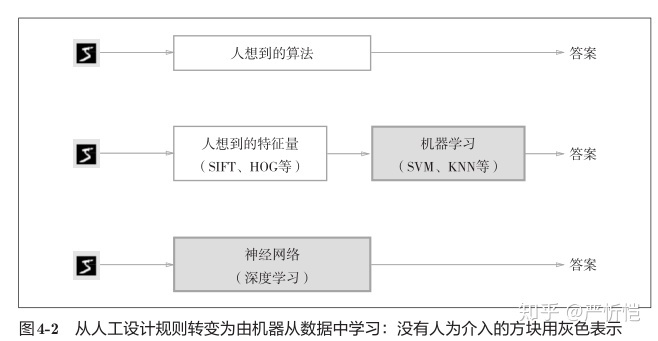 5
人想到的算法
答案
5
人想到的特征量
（SIFT、HOG等）
机器学习
（SVM、KNN等）
答案
5
神经网络
（深度学习）
答案
知乎 @严忻恺
图4-2 从人工设计规则转变为由机器从数据中学习：没有人为介入的方块用灰色表示